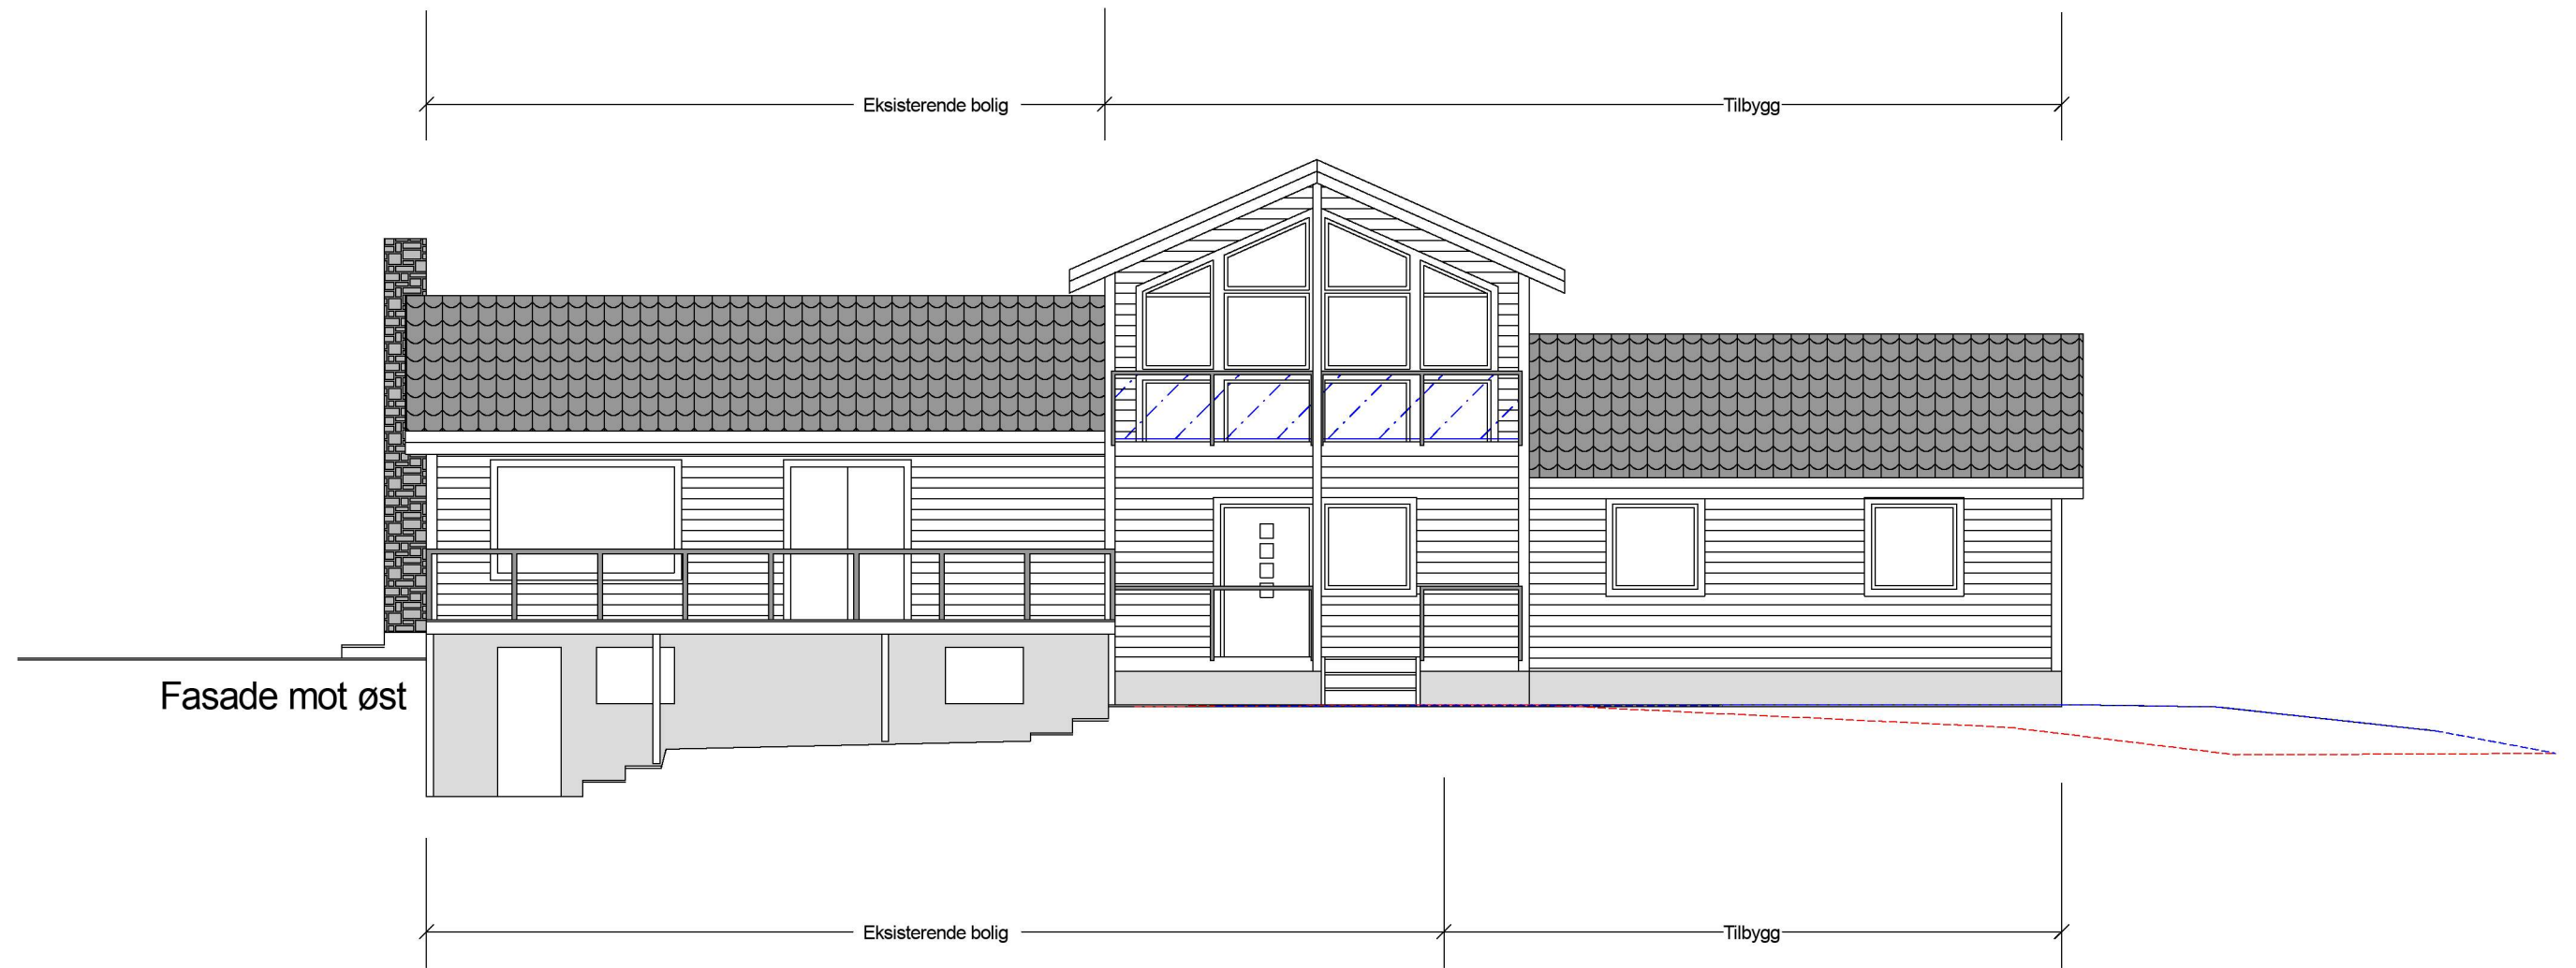 Eksisterende bolig
Tilbygg
Fasade mot øst
Eksisterende bolig
Tilbygg